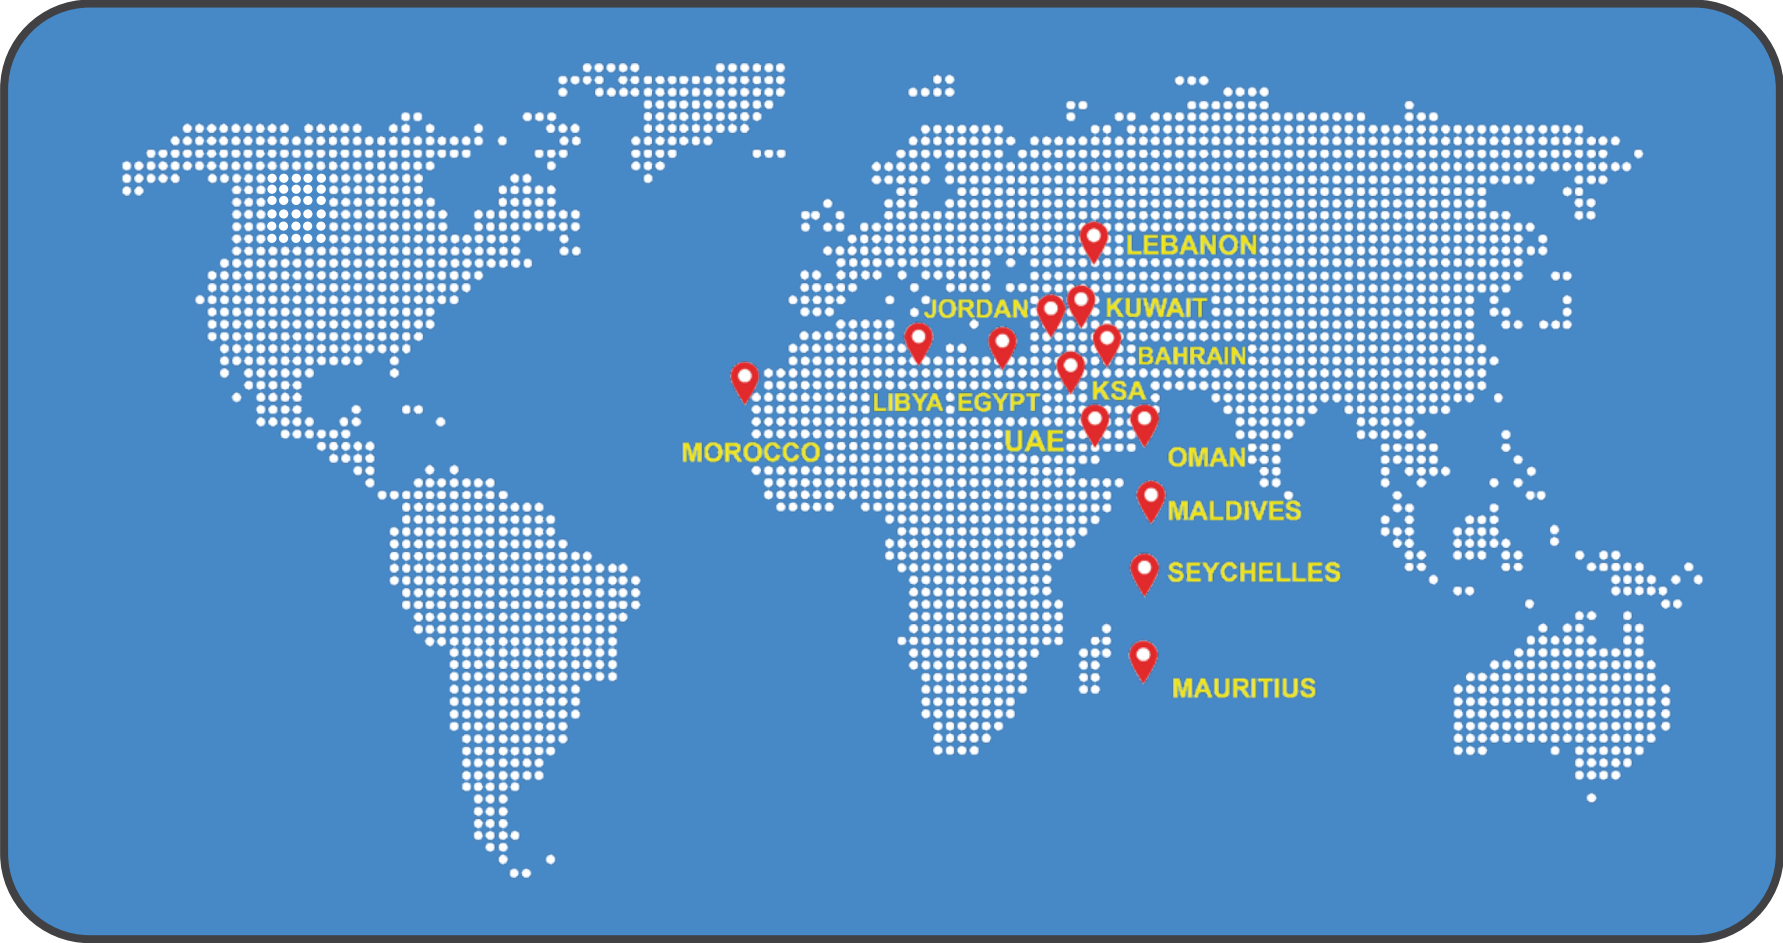 LEBANON
JORDAN
KUWAIT
BAHRAIN
KSA
LIBYA
EGYPT
UAE
MOROCCO
OMAN
MALDIVES
SEYCHELLES
MAURITIUS